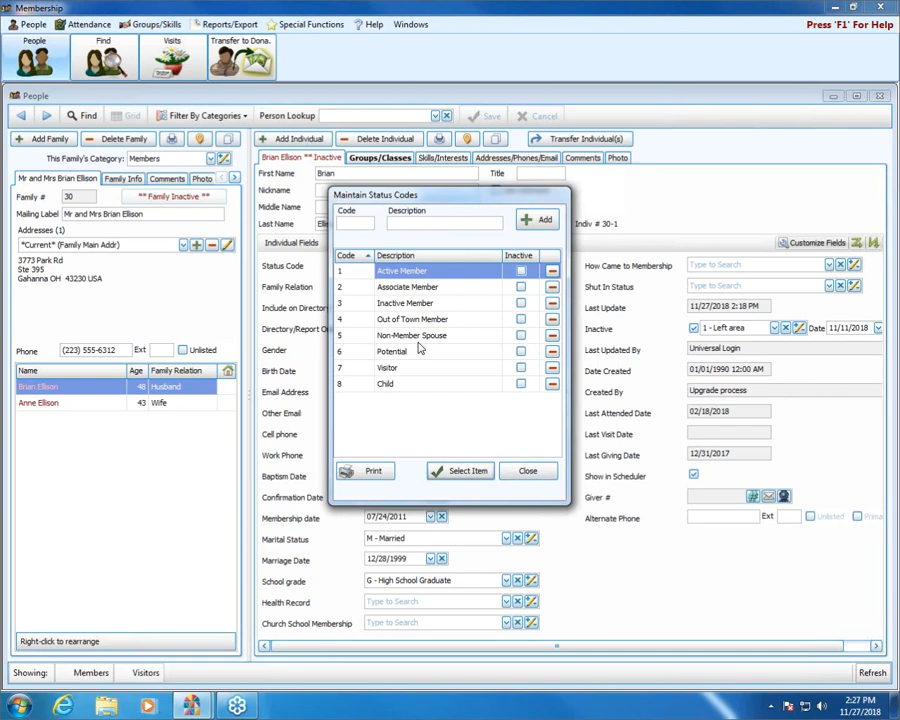 Membership
People Attendance Groups/Skills Reports/Export Special Functions Help Windows Press 'F1' For Help
People Find Visits Transfer to Dona.
People
Find Grid Filter By Categories Person Lookup Save Cancel
Add Family Delete Family Add Individual Delete Individual Transfer Individual(s)
This Family's Category: Members
Brian Ellison ** Inactive Groups/Classes Skills/Interests Addresses/Phones/Email Comments Photo
Mr and Mrs Brian Ellison Family Info Comments Photo
First Name Brian Title
Family # 30 ** Family Inactive **
Nickname
Mailing Label Mr and Mrs Brian Ellison
Middle Name
Last Name Indiv # 30-1
Addresses (1)
*Current* (Family Main Addr)
Individual Fields Customize Fields
3773 Park Rd
Ste 395
Gahanna OH 43230 USA
Phone (223) 555-6312 Ext Unlisted
Name Age Family Relation
Brian Ellison 48 Husband
Anne Ellison 43 Wife
Right-click to rearrange
Status Code
Family Relation
Include on Directory
Directory/Report
Gender
Birth Date
Email Address
Other Email
Cell phone
Work Phone
Baptism Date
Confirmation Date
Membership date 07/24/2011
Marital Status M - Married
Marriage Date 12/28/1999
School grade G - High School Graduate
Health Record Type to Search
Church School Membership Type to Search
Maintain Status Codes
Code Description
Add
Code Description Inactive
1 Active Member
2 Associate Member
3 Inactive Member
4 Out of Town Member
5 Non-Member Spouse
6 Potential
7 Visitor
8 Child
Print Select Item Close
How Came to Membership Type to Search
Shut In Status Type to Search
Last Update 11/27/2018 2:18 PM
Inactive 1 - Left area Date 11/11/2018
Last Updated By Universal Login
Date Created 01/01/1990 12:00 AM
Created By Upgrade process
Last Attended Date 02/18/2018
Last Visit Date
Last Giving Date 12/31/2017
Show in Scheduler
Giver #
Alternate Phone Ext Unlisted
Showing: Members Visitors Refresh
2:27 PM
11/27/2018